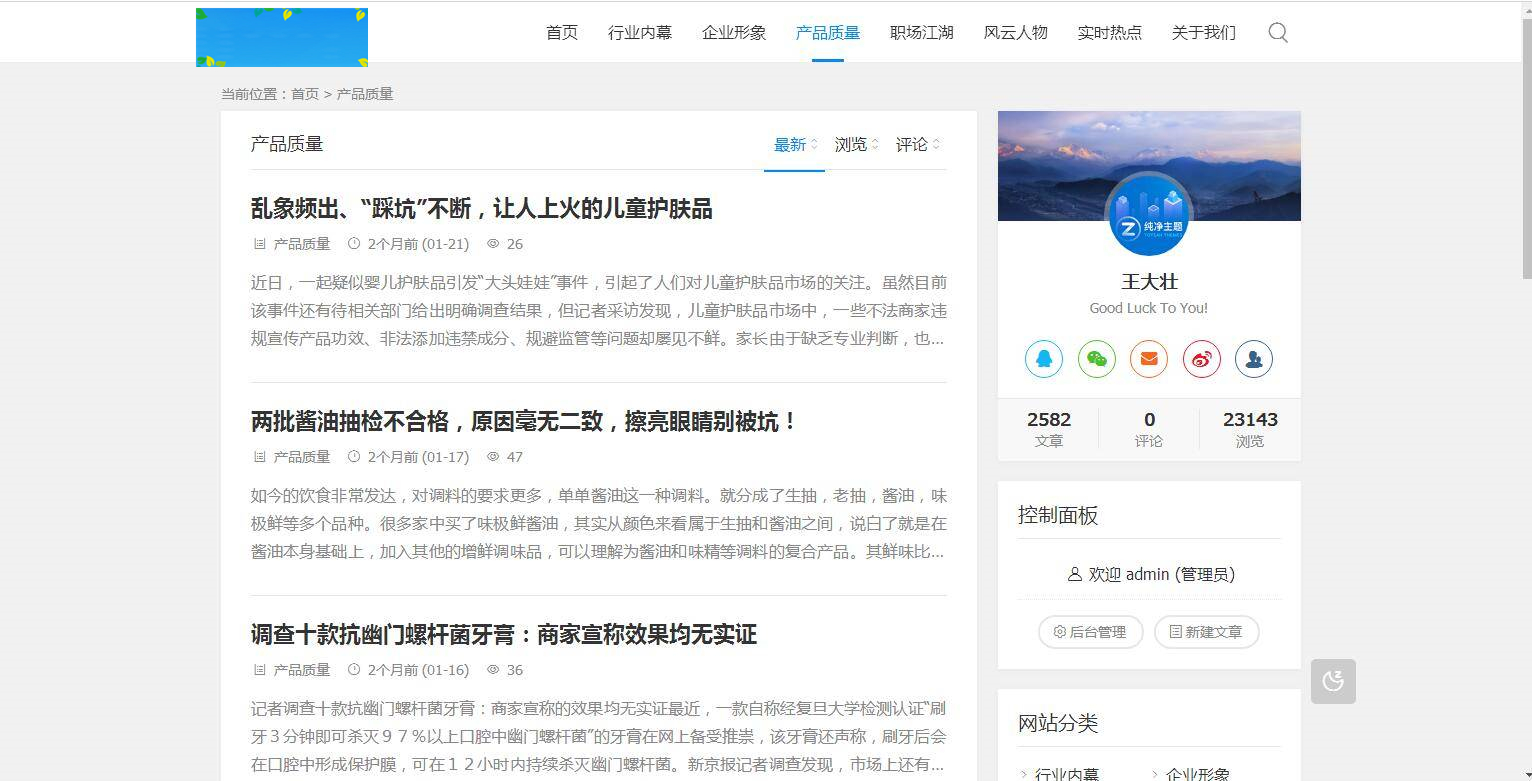 首页 行业内幕 企业形象 产品质量 职场江湖 风云人物 实时热点 关于我们
当前位置：首页 > 产品质量
产品质量
最新 浏览 评论
乱象频出、“踩坑”不断，让人上火的儿童护肤品
产品质量 2个月前 (01-21) 26
近日，一起疑似婴儿护肤品引发“大头娃娃”事件，引起了人们对儿童护肤品市场的关注。虽然目前
该事件还有待相关部门给出明确调查结果，但记者采访发现，儿童护肤品市场中，一些不法商家违
规宣传产品功效、非法添加违禁成分、规避监管等问题却屡见不鲜。家长由于缺乏专业判断，也...
两批酱油抽检不合格，原因毫无二致，擦亮眼睛别被坑！
产品质量 2个月前 (01-17) 47
如今的饮食非常发达，对调料的要求更多，单单酱油这一种调料。就分成了生抽，老抽，酱油，味
极鲜等多个品种。很多家中买了味极鲜酱油，其实从颜色来看属于生抽和酱油之间，说白了就是在
酱油本身基础上，加入其他的增鲜调味品，可以理解为酱油和味精等调料的复合产品。其鲜味比...
调查十款抗幽门螺杆菌牙膏：商家宣称效果均无实证
产品质量 2个月前 (01-16) 36
记者调查十款抗幽门螺杆菌牙膏：商家宣称的效果均无实证最近，一款自称经复旦大学检测认证“刷
牙３分钟即可杀灭９７％以上口腔中幽门螺杆菌”的牙膏在网上备受推崇，该牙膏还声称，刷牙后会
在口腔中形成保护膜，可在１２小时内持续杀灭幽门螺杆菌。新京报记者调查发现，市场上还有...
Z 纯净主题
王大壮
Good Luck To You!
2582 0 23143
文章 评论 浏览
控制面板
欢迎 admin (管理员)
后台管理 新建文章
网站分类
行业内幕 企业形象